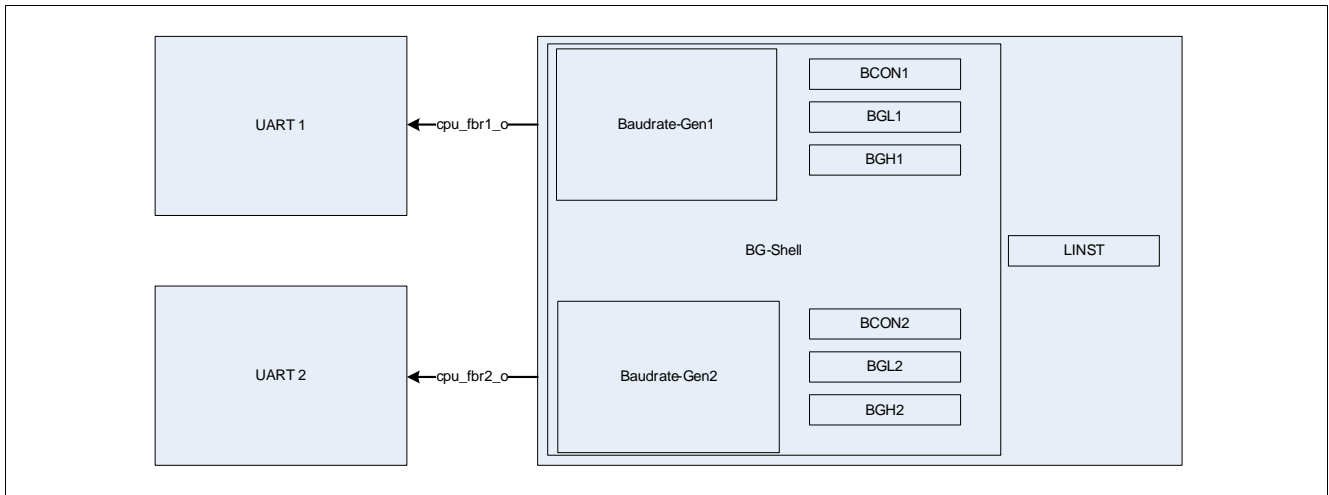 BCON1
UART 1
cpu_fbr1_o
Baudrate-Gen1
BGL1
BGH1
BG-Shell
LINST
BCON2
UART 2
cpu_fbr2_o
Baudrate-Gen2
BGL2
BGH2